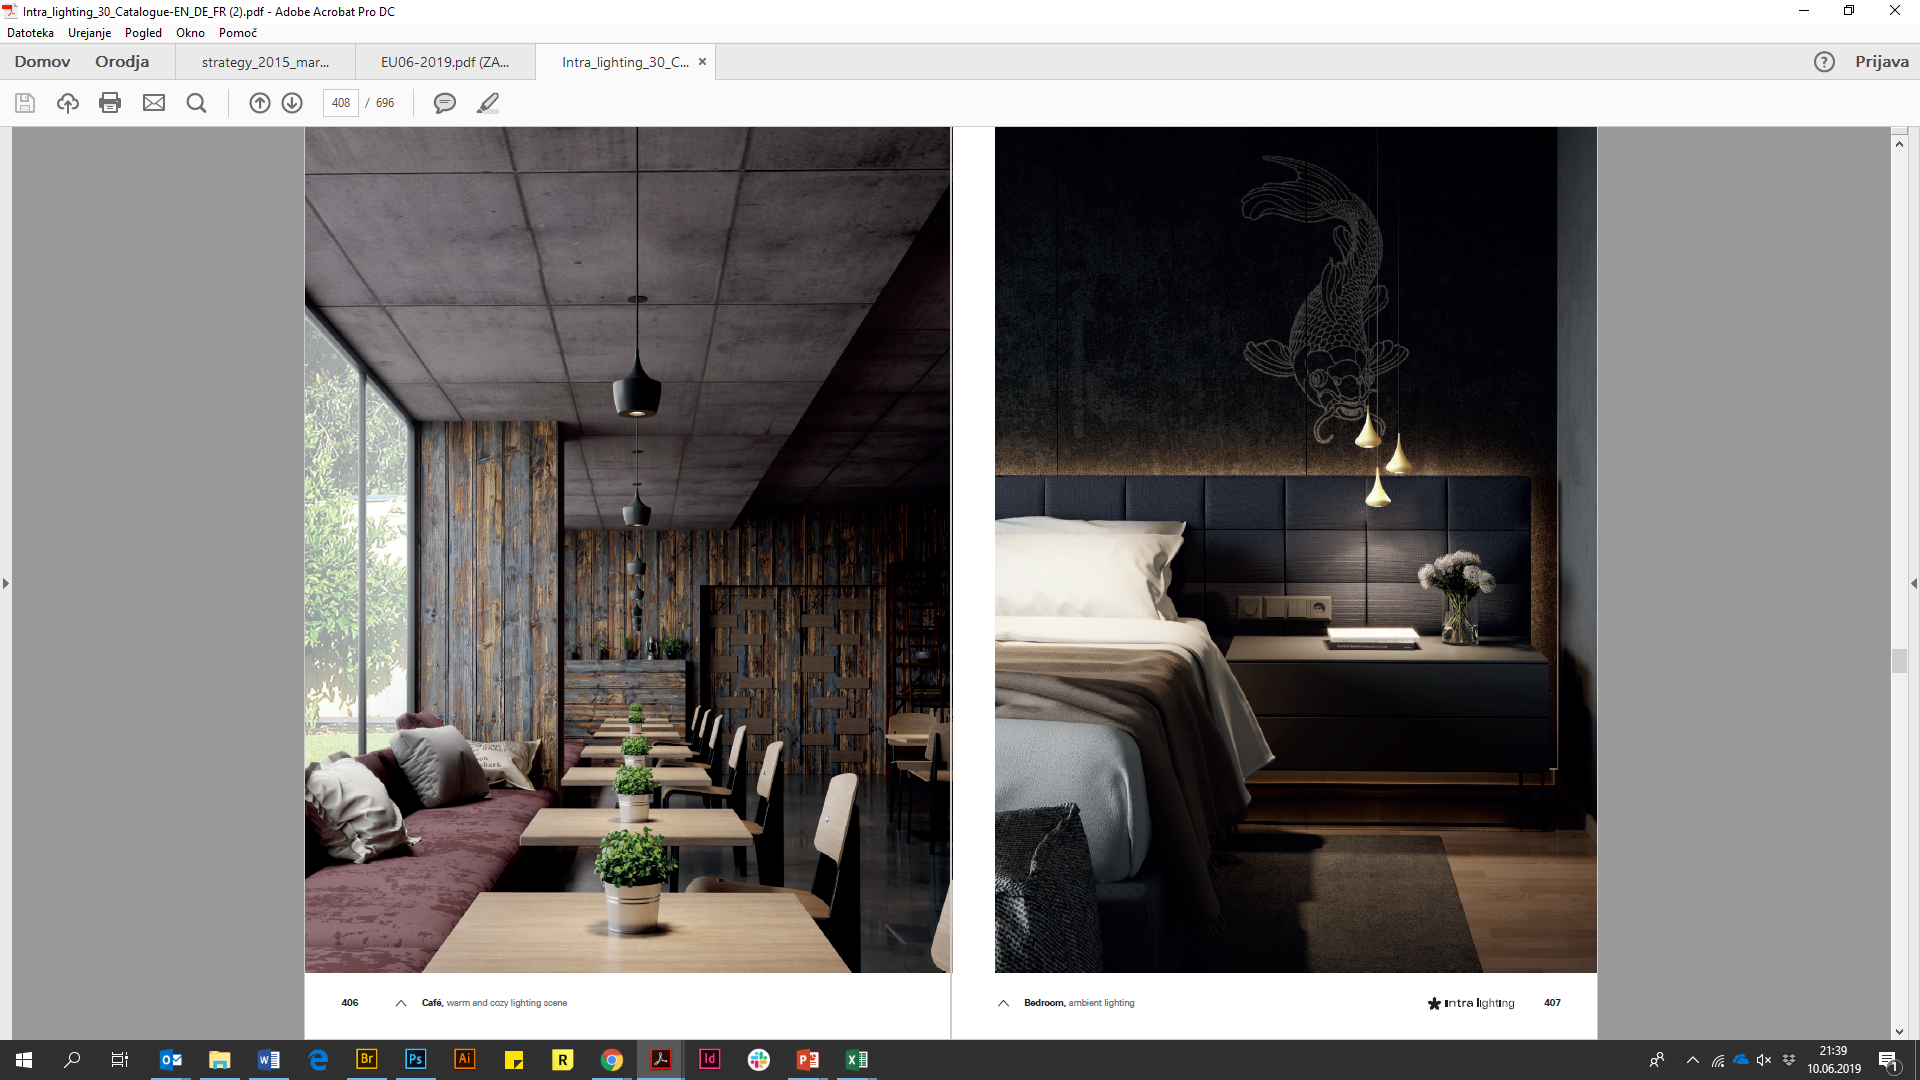 Intra_lighting_30_Catalogue-EN_DE_FR (2).pdf - Adobe Acrobat Pro DC
Datoteka Urejanje Pogled Okno Pomoč
Domov Orodja strategy_2015_mar... EU06-2019.pdf (ZA... Intra_lighting_30_C... Prijava
408 / 696
406 Café, warm and cozy lighting scene
Bedroom, ambient lighting intra lighting 407
21:39
10.06.2019